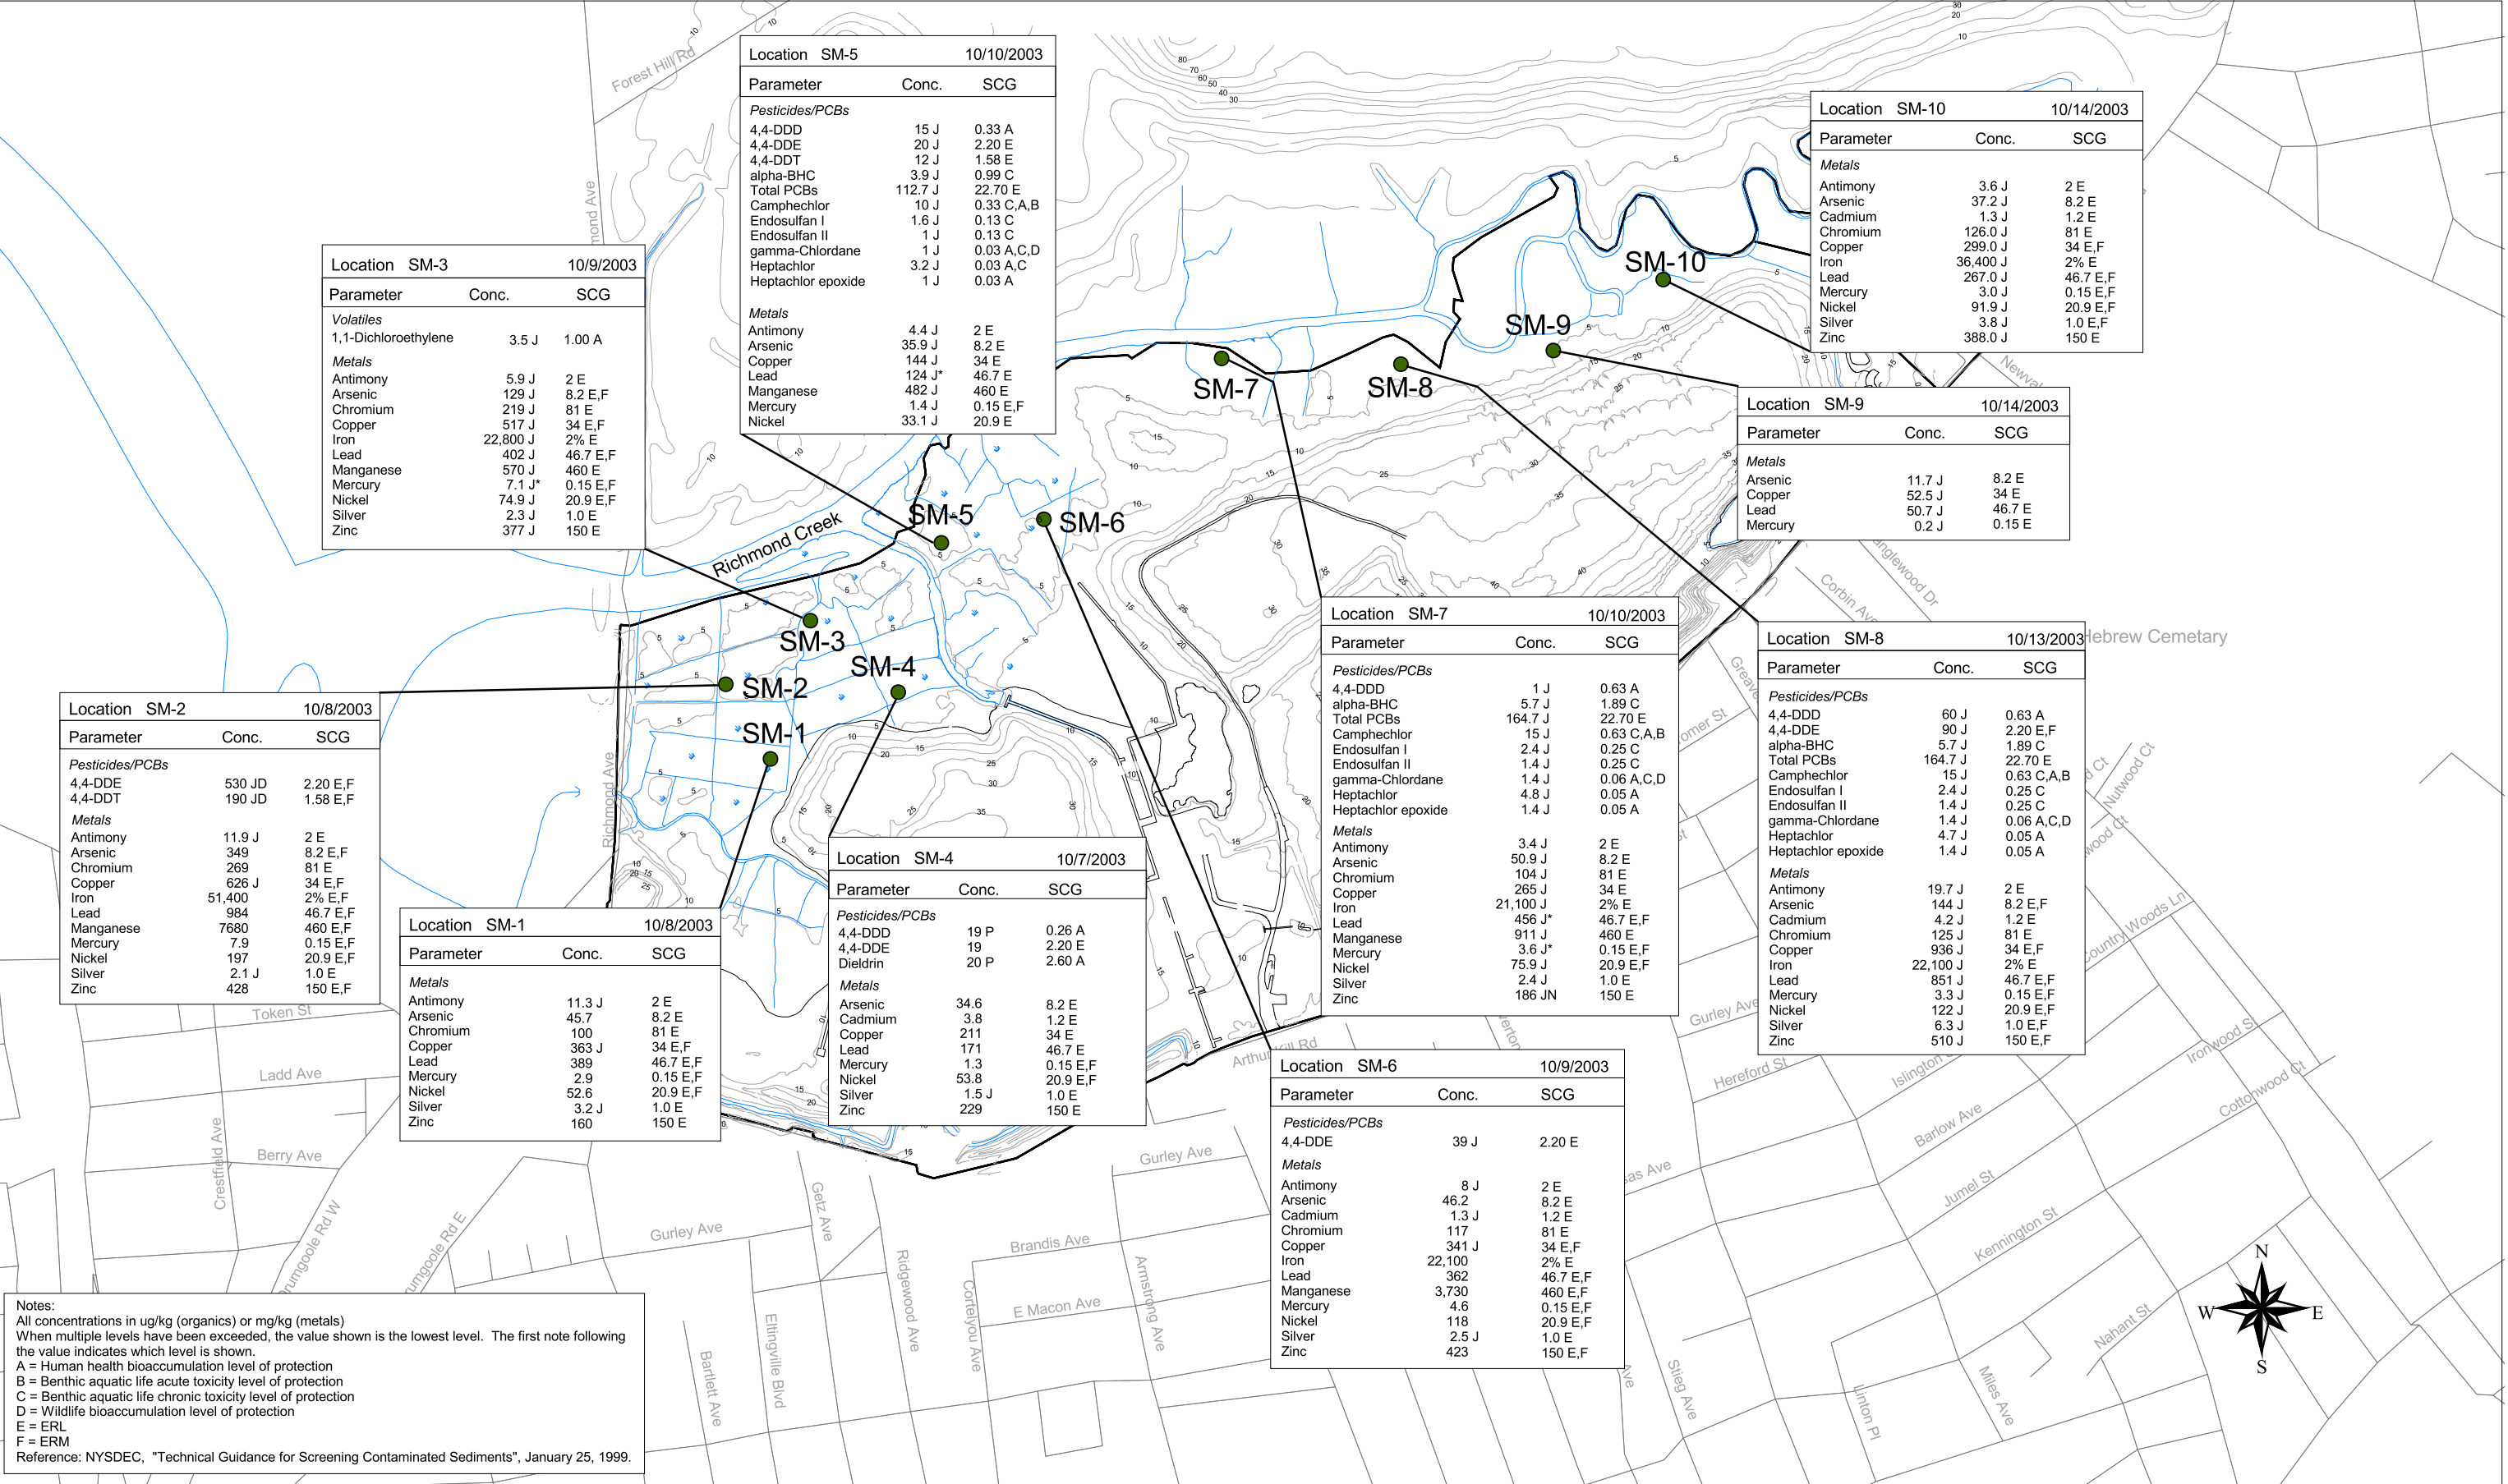 Location SM-5 10/10/2003
Parameter Conc. SCG
Pesticides/PCBs
4,4-DDD 15 J 0.33 A
4,4-DDE 20 J 2.20 E
4,4-DDT 12 J 1.58 E
alpha-BHC 3.9 J 0.99 C
Total PCBs 112.7 J 22.70 E
Camphechlor 10 J 0.33 C,A,B
Endosulfan I 1.6 J 0.13 C
Endosulfan II 1 J 0.13 C
gamma-Chlordane 1 J 0.03 A,C,D
Heptachlor 3.2 J 0.03 A,C
Heptachlor epoxide 1 J 0.03 A
Metals
Antimony 4.4 J 2 E
Arsenic 35.9 J 8.2 E
Copper 144 J 34 E
Lead 124 J* 46.7 E
Manganese 482 J 460 E
Mercury 1.4 J 0.15 E,F
Nickel 33.1 J 20.9 E
Location SM-10 10/14/2003
Parameter Conc. SCG
Metals
Antimony 3.6 J 2 E
Arsenic 37.2 J 8.2 E
Cadmium 1.3 J 1.2 E
Chromium 126.0 J 81 E
Copper 299.0 J 34 E,F
Iron 36,400 J 2% E
Lead 267.0 J 46.7 E,F
Mercury 3.0 J 0.15 E,F
Nickel 91.9 J 20.9 E,F
Silver 3.8 J 1.0 E,F
Zinc 388.0 J 150 E
Location SM-3 10/9/2003
Parameter Conc. SCG
Volatiles
1,1-Dichloroethylene 3.5 J 1.00 A
Metals
Antimony 5.9 J 2 E
Arsenic 129 J 8.2 E,F
Chromium 219 J 81 E
Copper 517 J 34 E,F
Iron 22,800 J 2% E
Lead 402 J 46.7 E,F
Manganese 570 J 460 E
Mercury 7.1 J* 0.15 E,F
Nickel 74.9 J 20.9 E,F
Silver 2.3 J 1.0 E
Zinc 377 J 150 E
Location SM-9 10/14/2003
Parameter Conc. SCG
Metals
Arsenic 11.7 J 8.2 E
Copper 52.5 J 34 E
Lead 50.7 J 46.7 E
Mercury 0.2 J 0.15 E
Forest Hill Rd
SM-10
SM-9
SM-7
SM-8
SM-5
SM-6
Richmond Creek
SM-3
SM-4
SM-2
SM-1
Richmond Ave
Corbin Ave
Hebrew Cemetary
Nutwood Ct
Country Woods Ln
Location SM-7 10/10/2003
Parameter Conc. SCG
Pesticides/PCBs
4,4-DDD 1 J 0.63 A
alpha-BHC 5.7 J 1.89 C
Total PCBs 164.7 J 22.70 E
Camphechlor 15 J 0.63 C,A,B
Endosulfan I 2.4 J 0.25 C
Endosulfan II 1.4 J 0.25 C
gamma-Chlordane 1.4 J 0.06 A,C,D
Heptachlor 4.8 J 0.05 A
Heptachlor epoxide 1.4 J 0.05 A
Metals
Antimony 3.4 J 2 E
Arsenic 50.9 J 8.2 E
Chromium 104 J 81 E
Copper 265 J 34 E
Iron 21,100 J 2% E
Lead 456 J* 46.7 E,F
Manganese 911 J 460 E
Mercury 3.6 J* 0.15 E,F
Nickel 75.9 J 20.9 E,F
Silver 2.4 J 1.0 E
Zinc 186 JN 150 E
Location SM-8 10/13/2003
Parameter Conc. SCG
Pesticides/PCBs
4,4-DDD 60 J 0.63 A
4,4-DDE 90 J 2.20 E,F
alpha-BHC 5.7 J 1.89 C
Total PCBs 164.7 J 22.70 E
Camphechlor 15 J 0.63 C,A,B
Endosulfan I 2.4 J 0.25 C
Endosulfan II 1.4 J 0.25 C
gamma-Chlordane 1.4 J 0.06 A,C,D
Heptachlor 4.7 J 0.05 A
Heptachlor epoxide 1.4 J 0.05 A
Metals
Antimony 19.7 J 2 E
Arsenic 144 J 8.2 E,F
Cadmium 4.2 J 1.2 E
Chromium 125 J 81 E
Copper 936 J 34 E,F
Iron 22,100 J 2% E
Lead 851 J 46.7 E,F
Mercury 3.3 J 0.15 E,F
Nickel 122 J 20.9 E,F
Silver 6.3 J 1.0 E,F
Zinc 510 J 150 E,F
Location SM-2 10/8/2003
Parameter Conc. SCG
Pesticides/PCBs
4,4-DDE 530 JD 2.20 E,F
4,4-DDT 190 JD 1.58 E,F
Metals
Antimony 11.9 J 2 E
Arsenic 349 8.2 E,F
Chromium 269 81 E
Copper 626 J 34 E,F
Iron 51,400 2% E,F
Lead 984 46.7 E,F
Manganese 7680 460 E,F
Mercury 7.9 0.15 E,F
Nickel 197 20.9 E,F
Silver 2.1 J 1.0 E
Zinc 428 150 E,F
Location SM-1 10/8/2003
Parameter Conc. SCG
Metals
Antimony 11.3 J 2 E
Arsenic 45.7 8.2 E
Chromium 100 81 E
Copper 363 J 34 E,F
Lead 389 46.7 E,F
Mercury 2.9 0.15 E,F
Nickel 52.6 20.9 E,F
Silver 3.2 J 1.0 E
Zinc 160 150 E
Location SM-4 10/7/2003
Parameter Conc. SCG
Pesticides/PCBs
4,4-DDD 19 P 0.26 A
4,4-DDE 19 2.20 E
Dieldrin 20 P 2.60 A
Metals
Arsenic 34.6 8.2 E
Cadmium 3.8 1.2 E
Copper 211 34 E
Lead 171 46.7 E
Mercury 1.3 0.15 E,F
Nickel 53.8 20.9 E,F
Silver 1.5 J 1.0 E
Zinc 229 150 E
Location SM-6 10/9/2003
Parameter Conc. SCG
Pesticides/PCBs
4,4-DDE 39 J 2.20 E
Metals
Antimony 8 J 2 E
Arsenic 46.2 8.2 E
Cadmium 1.3 J 1.2 E
Chromium 117 81 E
Copper 341 J 34 E,F
Iron 22,100 2% E
Lead 362 46.7 E,F
Manganese 3,730 460 E,F
Mercury 4.6 0.15 E,F
Nickel 118 20.9 E,F
Silver 2.5 J 1.0 E
Zinc 423 150 E,F
Token St
Ladd Ave
Berry Ave
Crestfield Ave
Gurley Ave
Getz Ave
Ridgewood Ave
Brandis Ave
E Macon Ave
Cortelyou Ave
Armstrong Ave
Eltingville Blvd
Bartlett Ave
Gurley Ave
Gurley Ave
Hereford St
Barlow Ave
Ironwood St
Cottonwood Ct
Jumel St
Kennington St
Nahant St
Miles Ave
Linton Pl
Stieg Ave
N
W E
S
Notes:
All concentrations in ug/kg (organics) or mg/kg (metals)
When multiple levels have been exceeded, the value shown is the lowest level. The first note following
the value indicates which level is shown.
A = Human health bioaccumulation level of protection
B = Benthic aquatic life acute toxicity level of protection
C = Benthic aquatic life chronic toxicity level of protection
D = Wildlife bioaccumulation level of protection
E = ERL
F = ERM
Reference: NYSDEC, "Technical Guidance for Screening Contaminated Sediments", January 25, 1999.